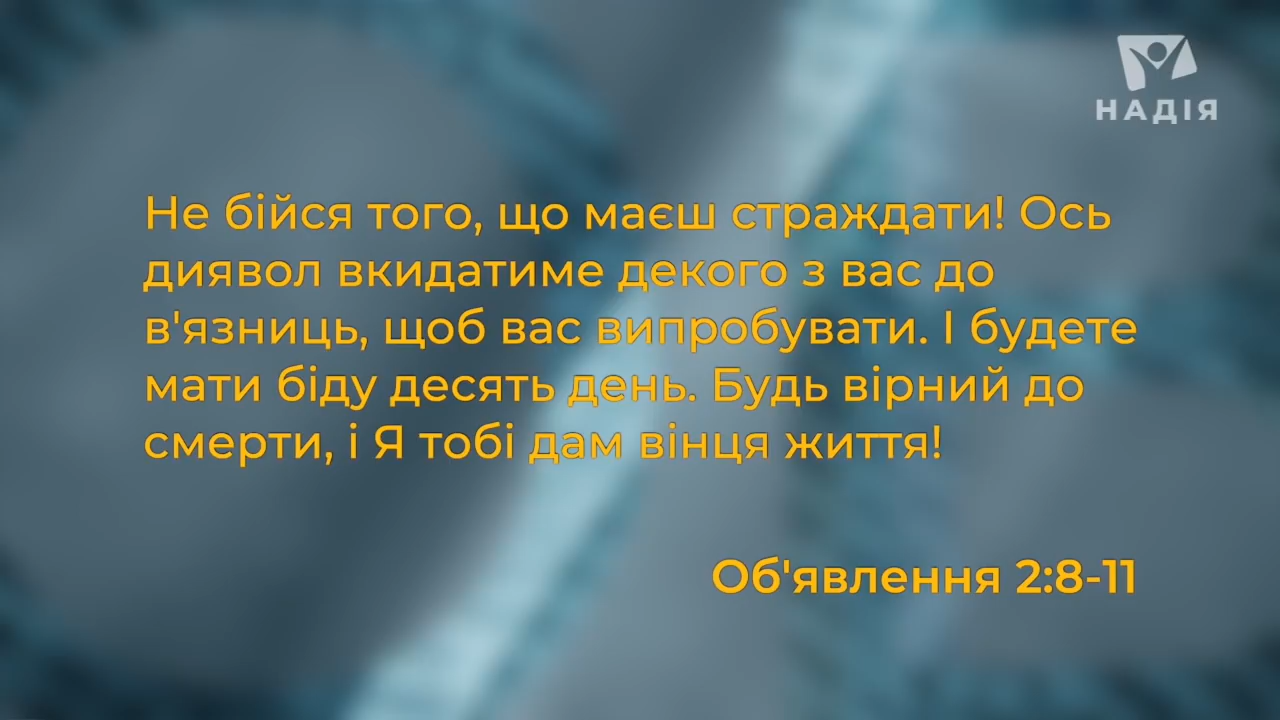 НАДІЯ
Не бійся того, що маєш страждати! Ось
диявол вкидатиме декого з вас до
в'язниць, щоб вас випробувати. І будете
мати біду десять день. Будь вірний до
смерти, і Я тобі дам вінця життя!
Об'явлення 2:8-11